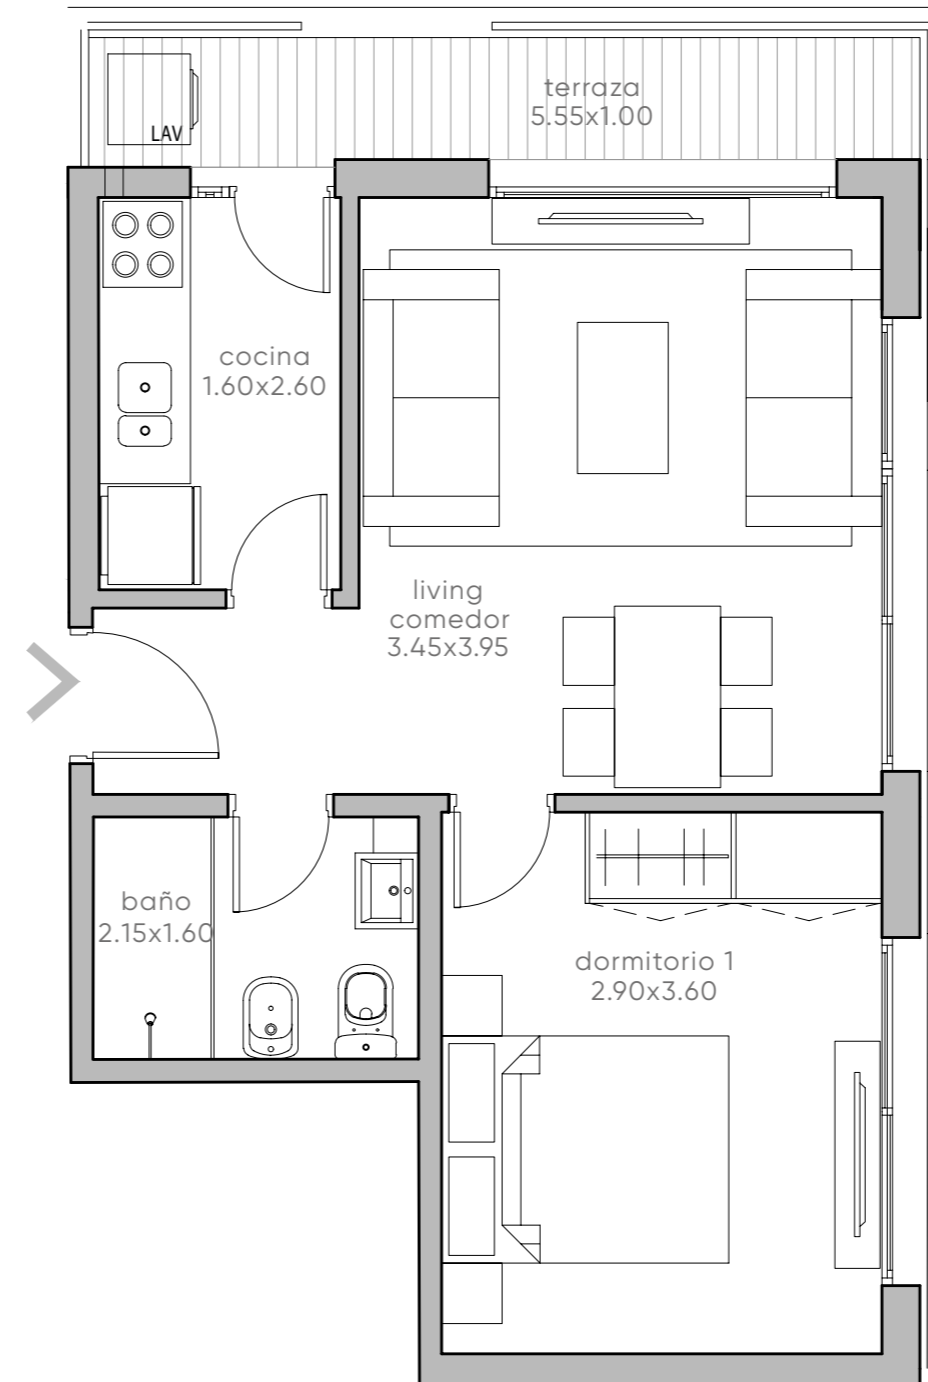 terraza
5.55x1.00
LAV
cocina
1.60x2.60
living
comedor
3.45x3.95
baño
2.15x1.60
dormitorio 1
2.90x3.60